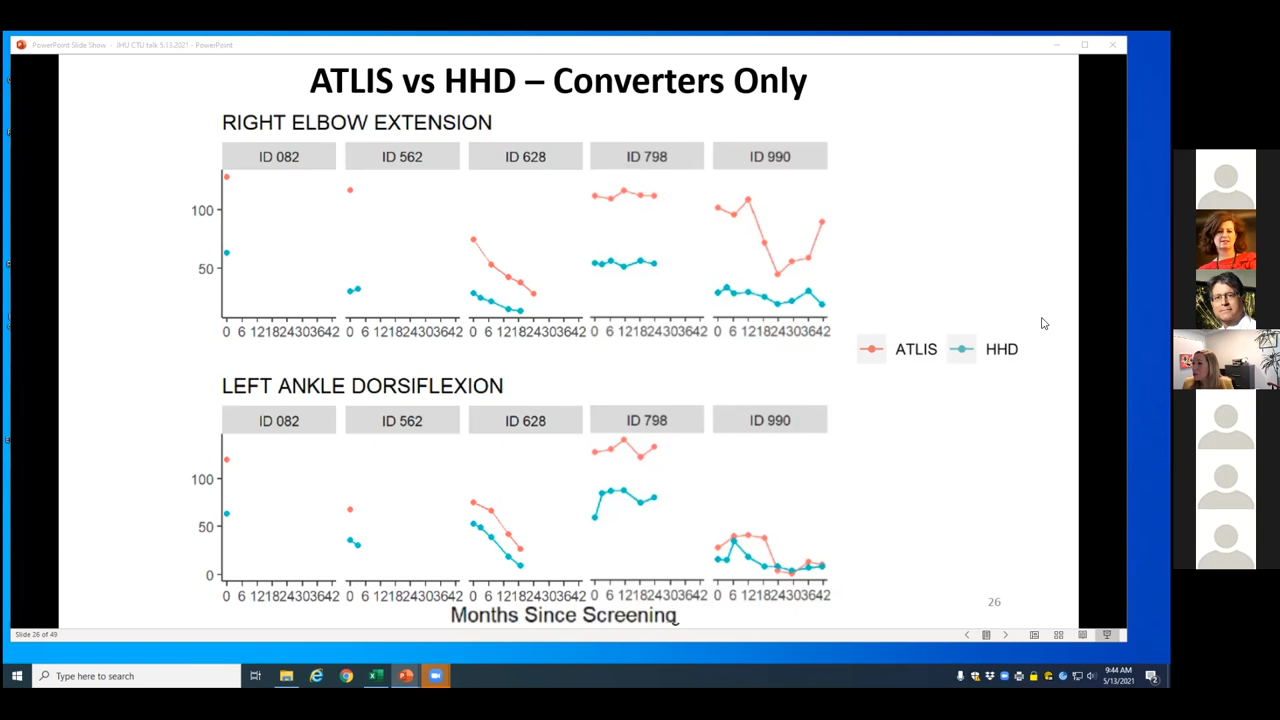 PowerPoint Slide Show - JHU CTU talk 5.13.2021 - PowerPoint
ATLIS vs HHD – Converters Only
RIGHT ELBOW EXTENSION
ID 082 ID 562 ID 628 ID 798 ID 990
100
50
0 6 121824303642 0 6 121824303642 0 6 121824303642 0 6 121824303642 0 6 121824303642
ATLIS HHD
LEFT ANKLE DORSIFLEXION
ID 082 ID 562 ID 628 ID 798 ID 990
100
50
0
0 6 121824303642 0 6 121824303642 0 6 121824303642 0 6 121824303642 0 6 121824303642
Months Since Screening
26
Slide 26 of 49
Type here to search
9:44 AM
5/13/2021
2